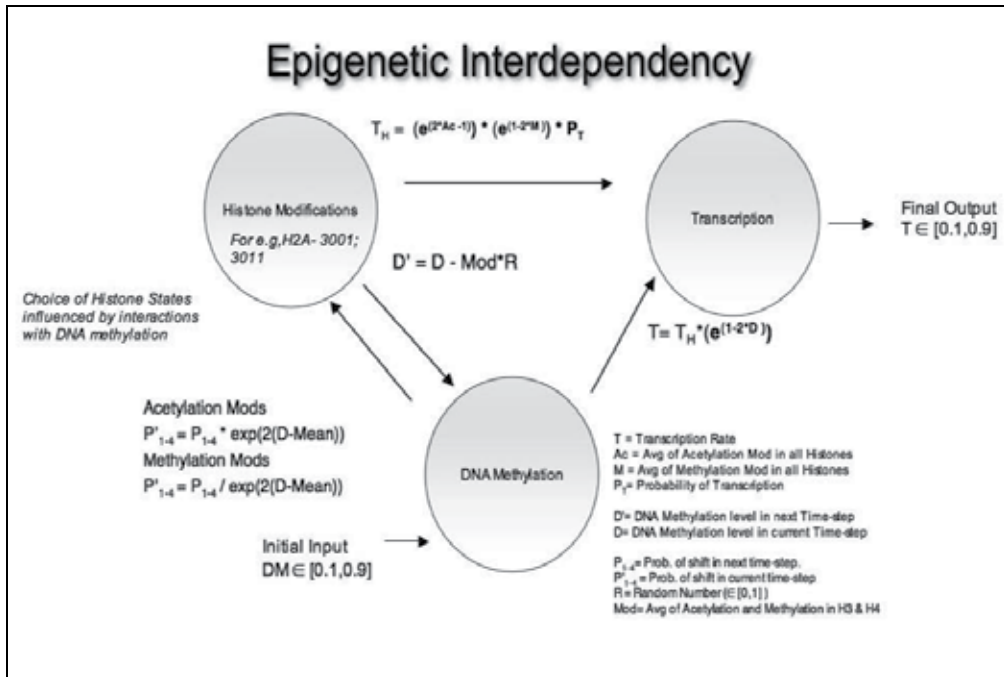 Epigenetic Interdependency
T_H = (e^(2*Ac-1)) * (e^(1-2*M)) * P_T
Histone Modifications
For e.g,H2A- 3001;
3011
Transcription
Final Output
T ∈ [0.1,0.9]
D' = D - Mod*R
Choice of Histone States
influenced by interactions
with DNA methylation
T= T_H*(e^(1-2*D))
Acetylation Mods
P'_1-4 = P_1-4 * exp(2(D-Mean))
Methylation Mods
P'_1-4 = P_1-4 / exp(2(D-Mean))
DNA Methylation
Initial Input
DM ∈ [0.1,0.9]
T = Transcription Rate
Ac = Avg of Acetylation Mod in all Histones
M = Avg of Methylation Mod in all Histones
P_T= Probability of Transcription
D'= DNA Methylation level in next Time-step
D= DNA Methylation level in current Time-step
P_1-4= Prob. of shift in next time-step.
P'_1-4= Prob. of shift in current time-step
R = Random Number (∈ [0,1] )
Mod= Avg of Acetylation and Methylation in H3 & H4